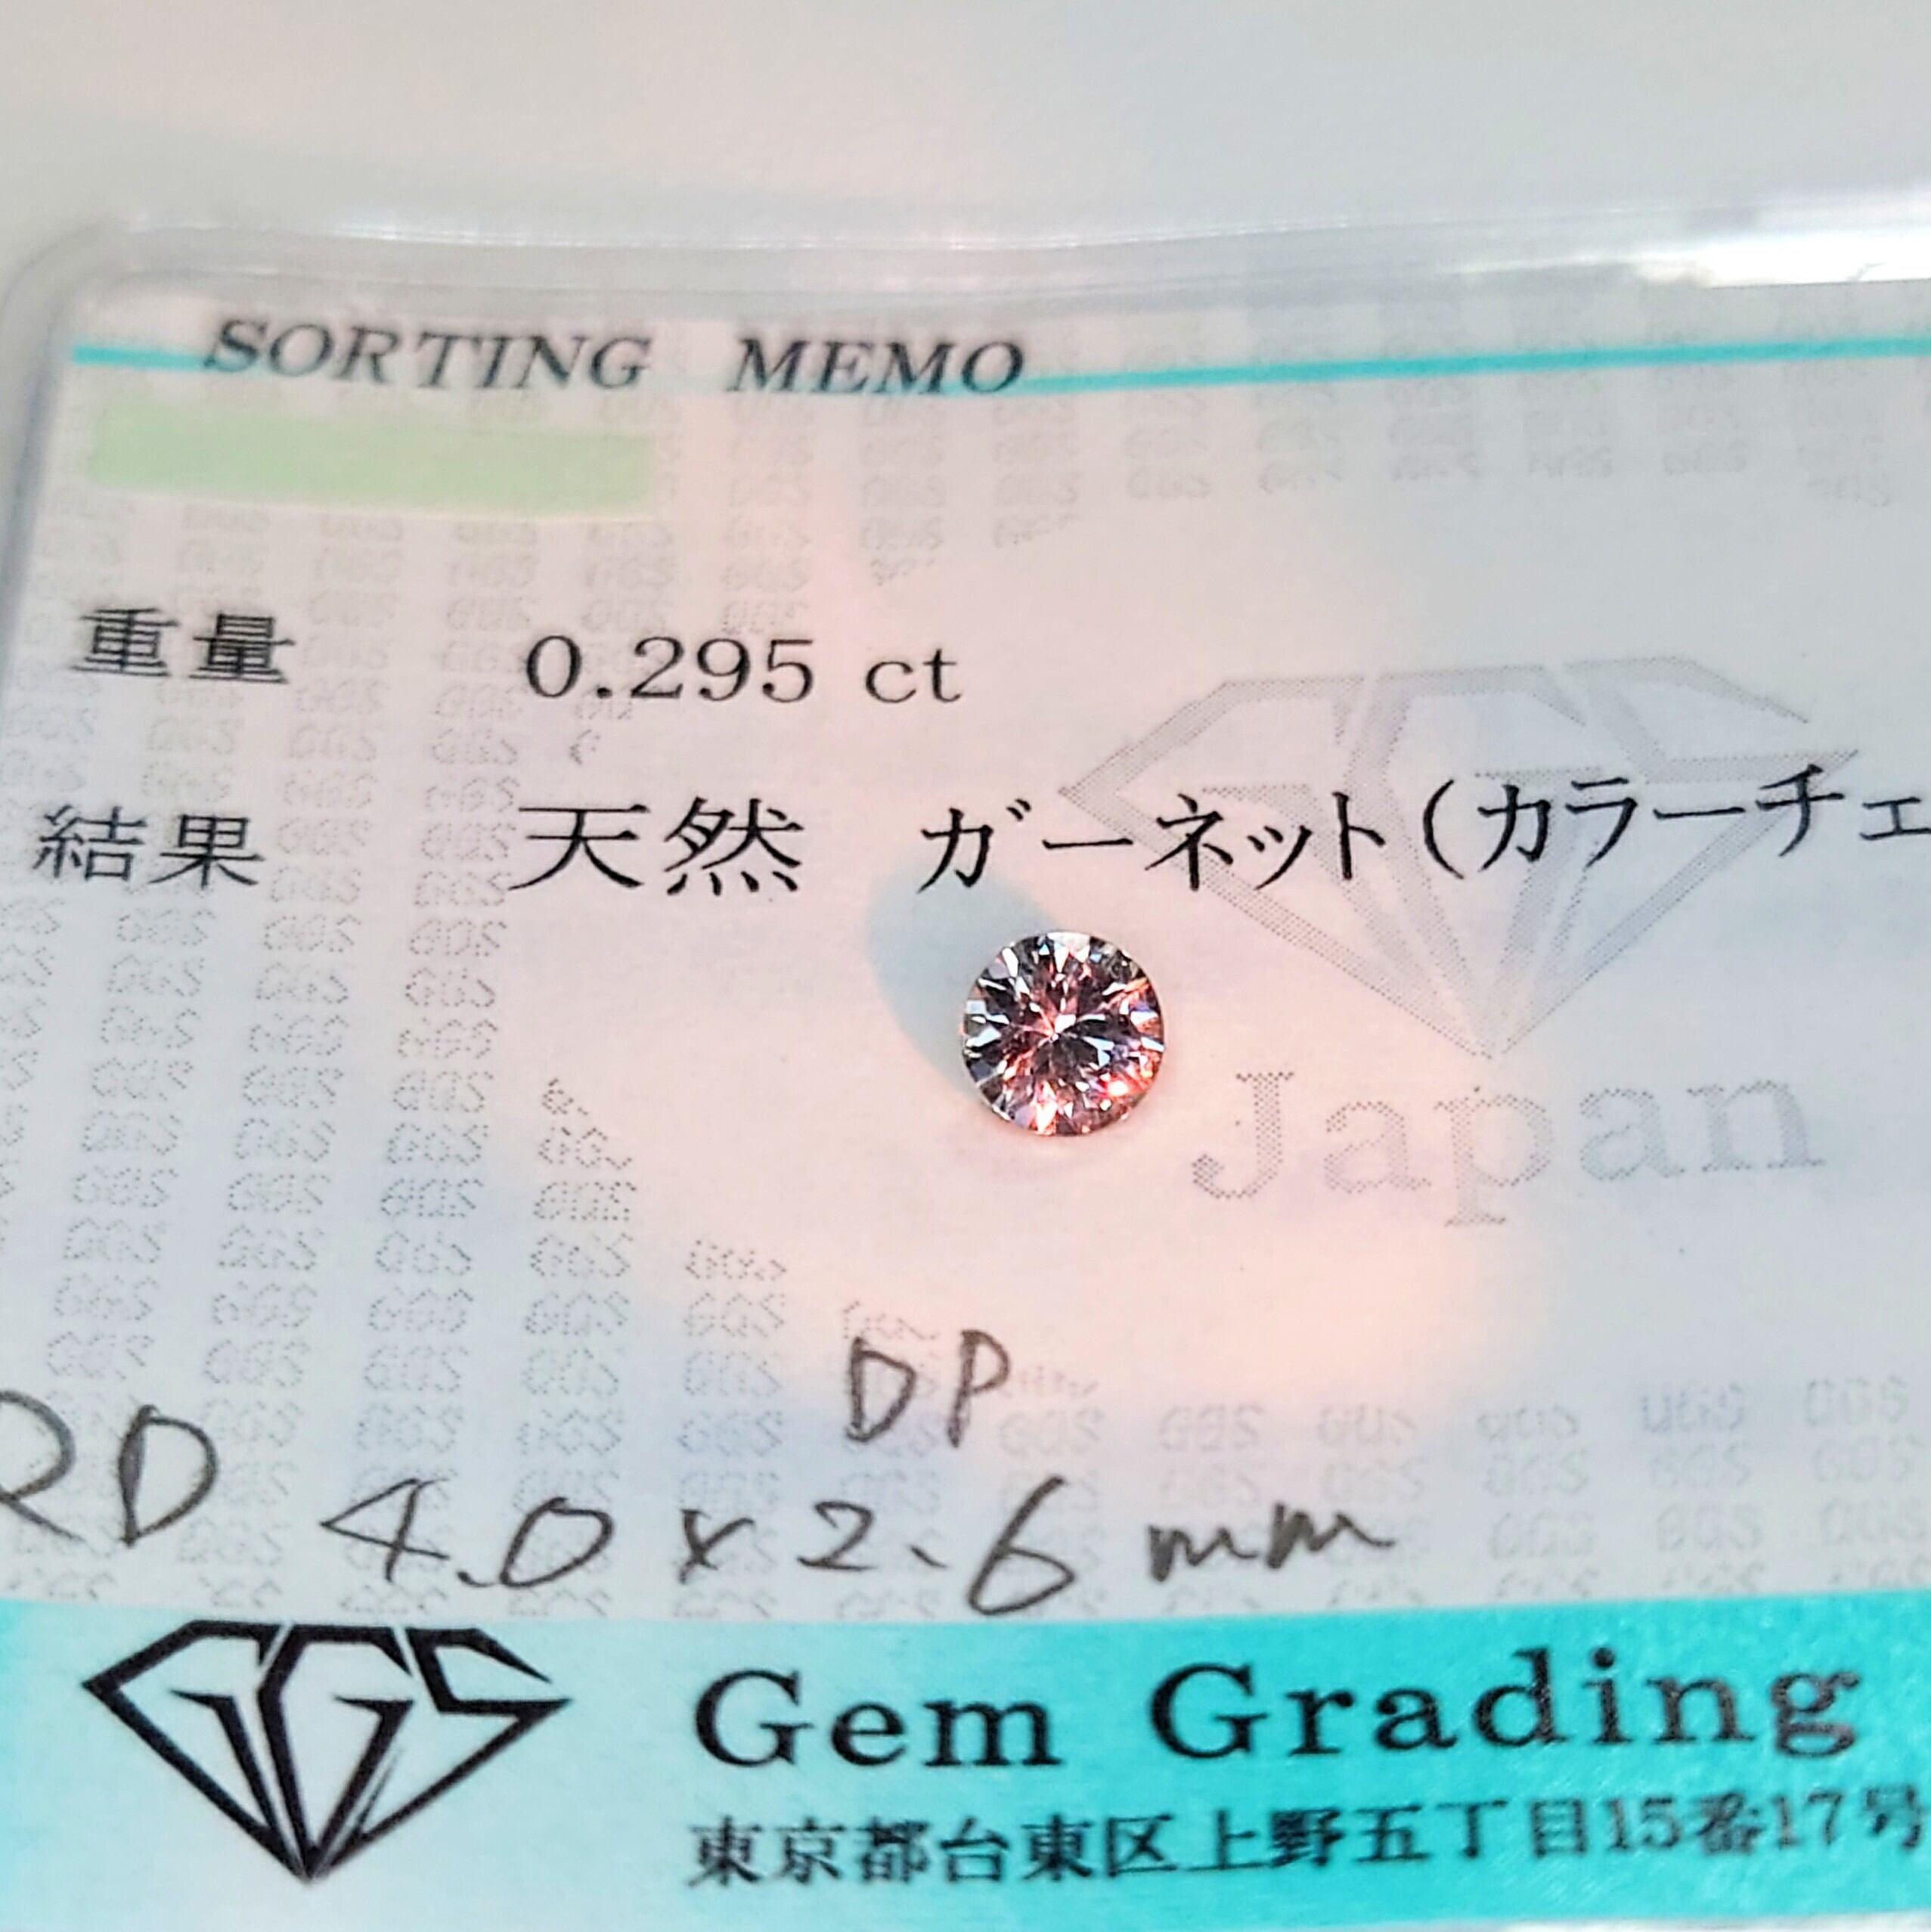 SORTING MEMO
重量 0.295 ct
結果 天然 ガーネット(カラーチェ
Japan
DP
RD 4.0 x 2.6 mm
GGS Gem Grading
東京都台東区上野五丁目15番17号